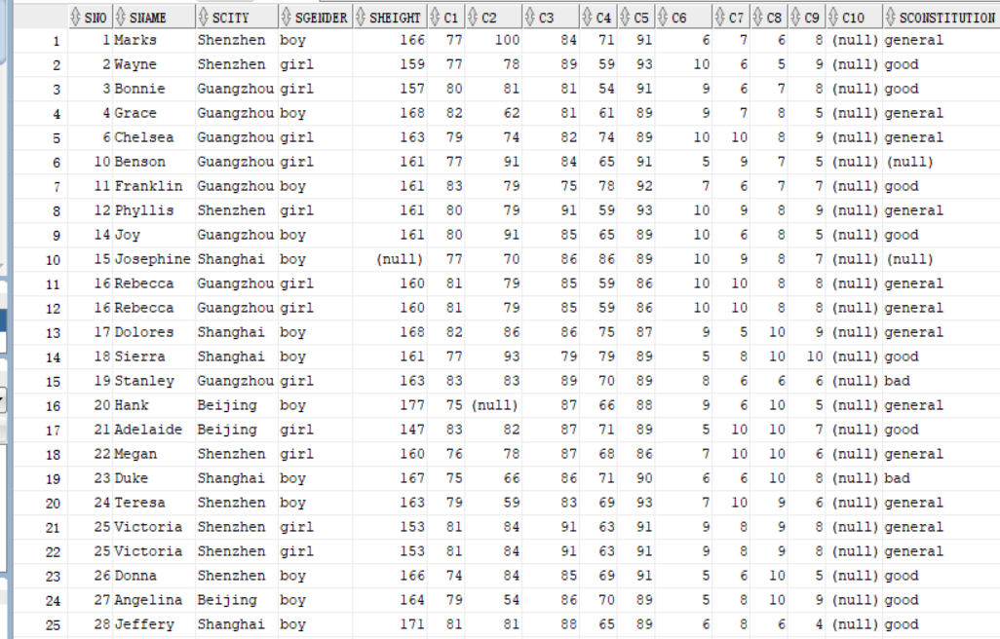 SNO SNAME SCITY SGENDER SHEIGHT C1 C2 C3 C4 C5 C6 C7 C8 C9 C10 SCONSTITUTION
1 1 Marks Shenzhen boy 166 77 100 84 71 91 6 7 6 8 (null) general
2 2 Wayne Shenzhen girl 159 77 78 89 59 93 10 6 5 9 (null) good
3 3 Bonnie Guangzhou girl 157 80 81 81 54 91 9 6 7 8 (null) good
4 4 Grace Guangzhou boy 168 82 62 81 61 89 9 7 8 5 (null) general
5 6 Chelsea Guangzhou girl 163 79 74 82 74 89 10 10 8 9 (null) general
6 10 Benson Guangzhou girl 161 77 91 84 65 91 5 9 7 5 (null) (null)
7 11 Franklin Guangzhou boy 161 83 79 75 78 92 7 6 7 7 (null) good
8 12 Phyllis Shenzhen girl 161 80 79 91 59 93 10 9 8 9 (null) general
9 14 Joy Guangzhou boy 161 80 91 85 65 89 10 6 8 5 (null) good
10 15 Josephine Shanghai boy (null) 77 70 86 86 89 10 9 8 7 (null) (null)
11 16 Rebecca Guangzhou girl 160 81 79 85 59 86 10 10 8 8 (null) general
12 16 Rebecca Guangzhou girl 160 81 79 85 59 86 10 10 8 8 (null) general
13 17 Dolores Shanghai boy 168 82 86 86 75 87 9 5 10 9 (null) general
14 18 Sierra Shanghai boy 161 77 93 79 79 89 5 8 10 10 (null) good
15 19 Stanley Guangzhou girl 163 83 83 89 70 89 8 6 6 6 (null) bad
16 20 Hank Beijing boy 177 75 (null) 87 66 88 9 6 10 5 (null) general
17 21 Adelaide Beijing girl 147 83 82 87 71 89 5 10 10 7 (null) good
18 22 Megan Shenzhen girl 160 76 78 87 68 86 7 10 10 6 (null) general
19 23 Duke Shanghai boy 167 75 66 86 71 90 6 6 10 8 (null) bad
20 24 Teresa Shenzhen boy 163 79 59 83 69 93 7 10 9 6 (null) general
21 25 Victoria Shenzhen girl 153 81 84 91 63 91 9 8 9 8 (null) general
22 25 Victoria Shenzhen girl 153 81 84 91 63 91 9 8 9 8 (null) general
23 26 Donna Shenzhen boy 166 74 84 85 69 91 5 6 10 5 (null) good
24 27 Angelina Beijing boy 164 79 54 86 70 89 5 8 10 9 (null) good
25 28 Jeffery Shanghai boy 171 81 81 88 65 89 6 8 6 4 (null) good